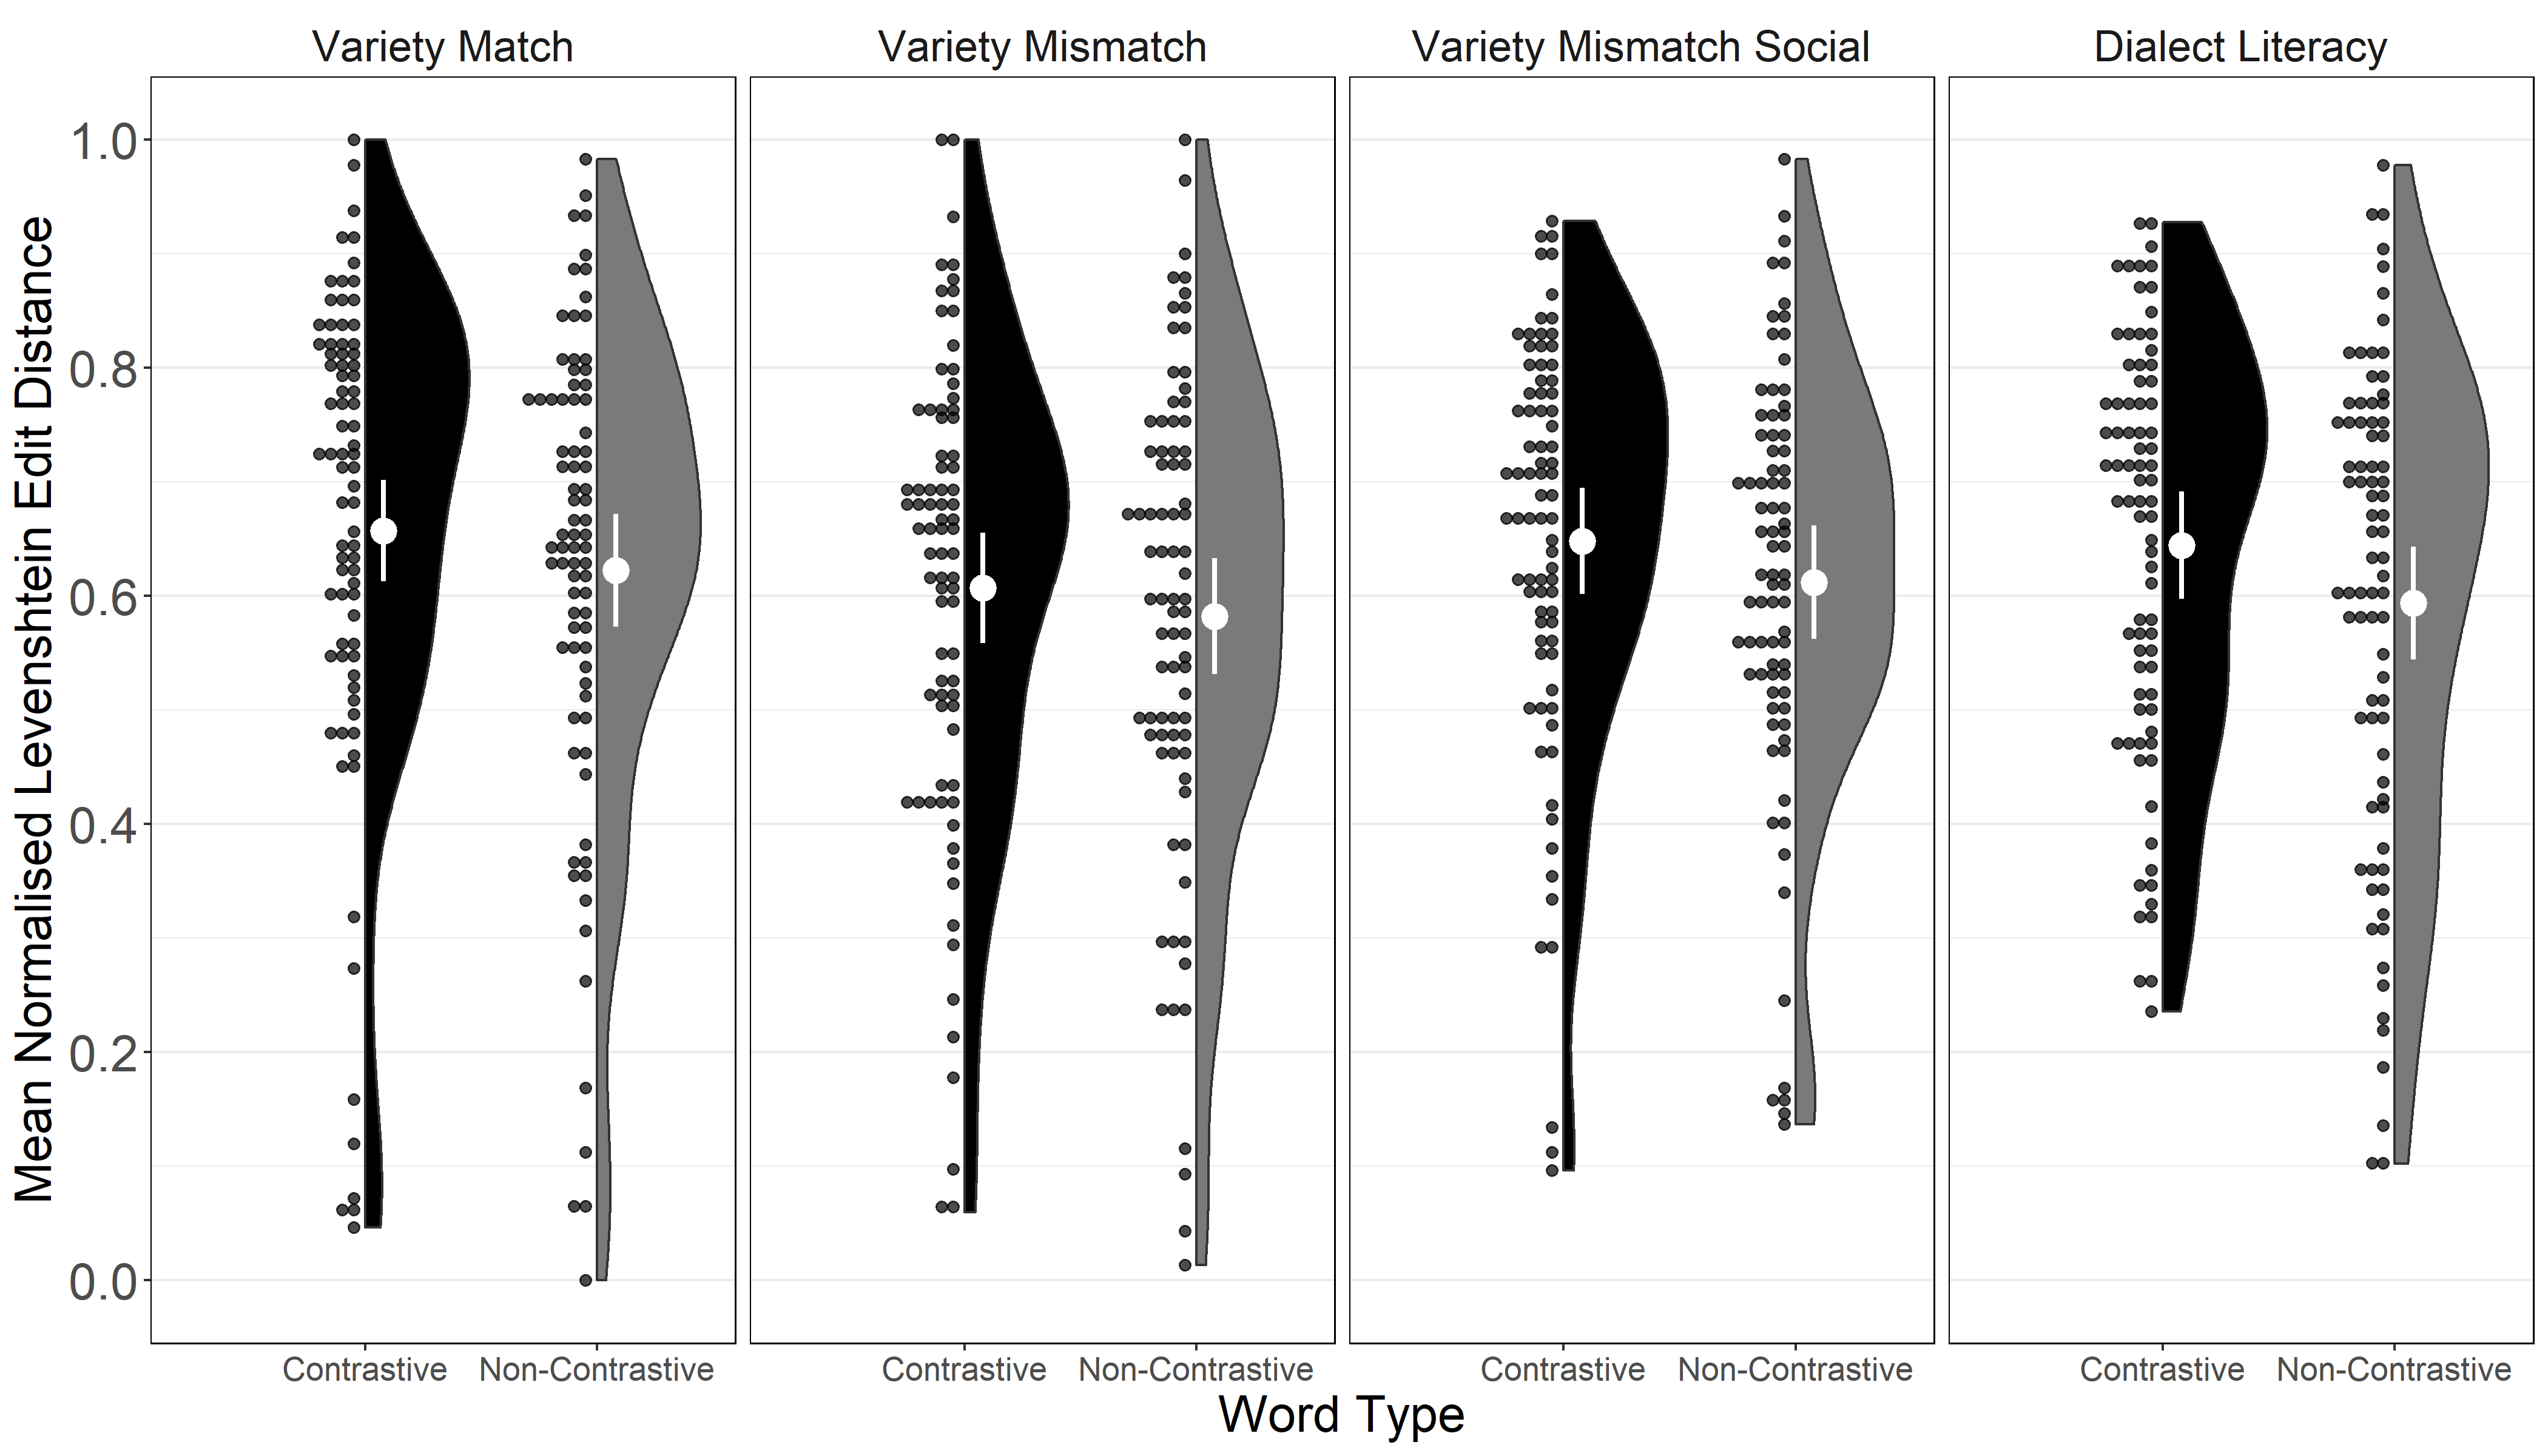 Variety Match
Variety Mismatch
Variety Mismatch Social
Dialect Literacy
Mean Normalised Levenshtein Edit Distance
1.0
0.8
0.6
0.4
0.2
0.0
Contrastive Non-Contrastive
Contrastive Non-Contrastive
Contrastive Non-Contrastive
Contrastive Non-Contrastive
Word Type